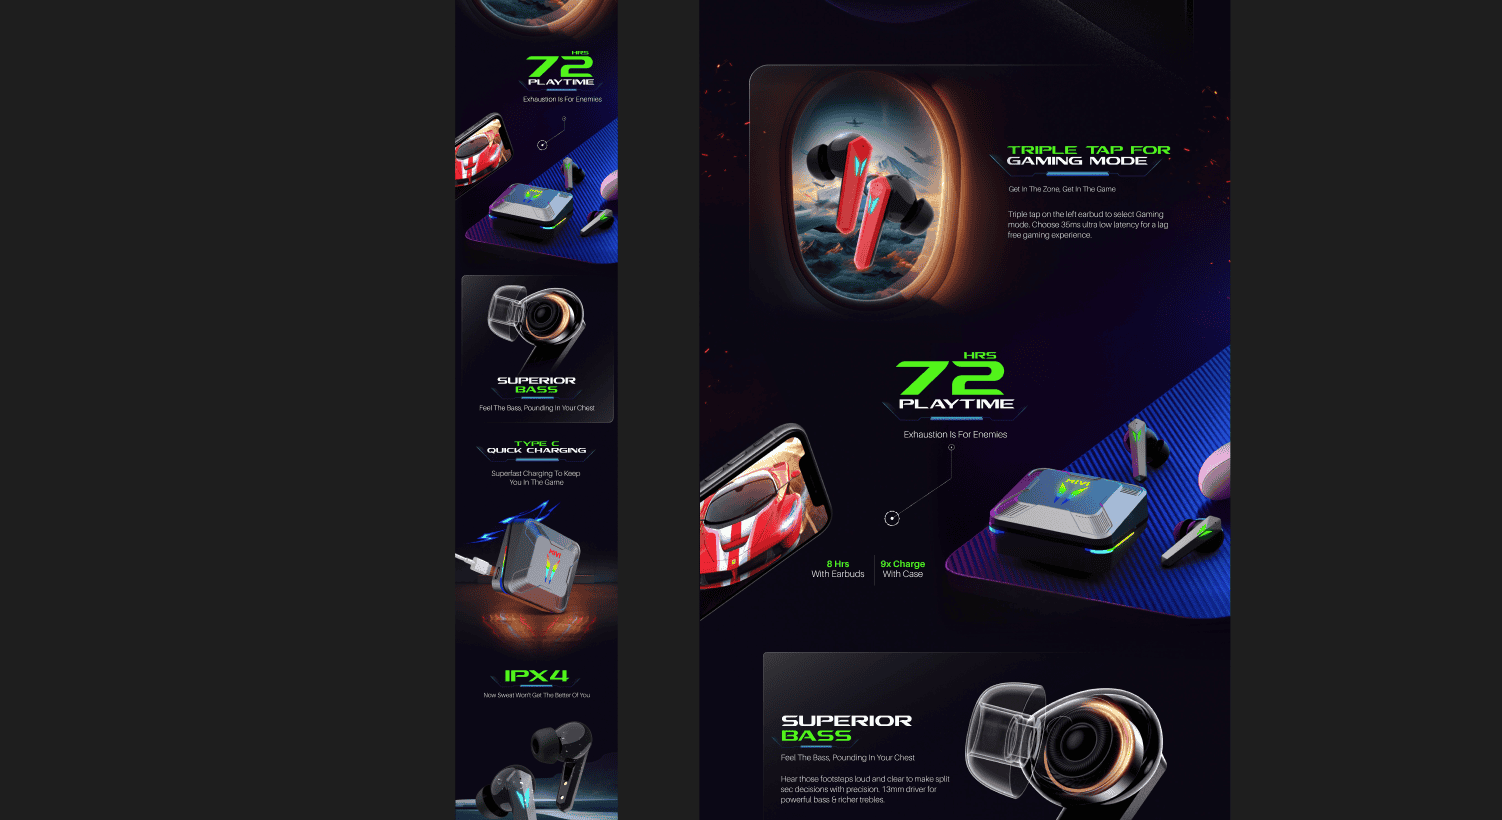 HRS
72
PLAYTIME
Exhaustion Is For Enemies
MIVI
SUPERIOR
BASS
Feel The Bass, Pounding In Your Chest
TYPE C
QUICK CHARGING
Superfast Charging To Keep
You In The Game
MIVI
IPX4
Now Sweat Won't Get The Better Of You
TRIPLE TAP FOR
GAMING MODE
Get In The Zone, Get In The Game
Triple tap on the left earbud to select Gaming
mode. Choose 35ms ultra low latency for a lag
free gaming experience.
HRS
72
PLAYTIME
Exhaustion Is For Enemies
MIVI
8 Hrs
With Earbuds
9x Charge
With Case
SUPERIOR
BASS
Feel The Bass, Pounding In Your Chest
Hear those footsteps loud and clear to make split
sec decisions with precision. 13mm driver for
powerful bass & richer trebles.